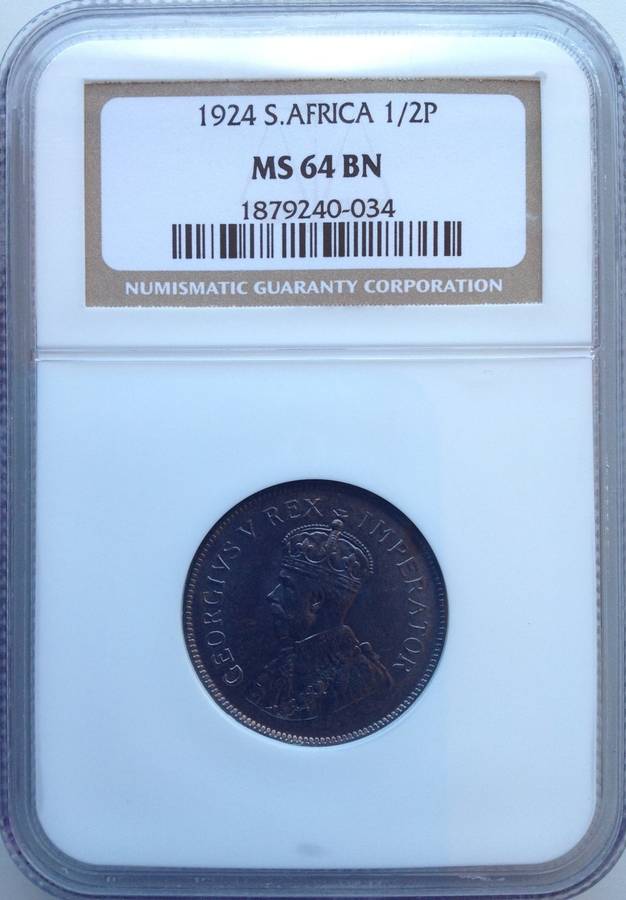 1924 S.AFRICA 1/2P
MS 64 BN
1879240-034
NUMISMATIC GUARANTY CORPORATION
GEORGIVS V REX & IMPERATOR